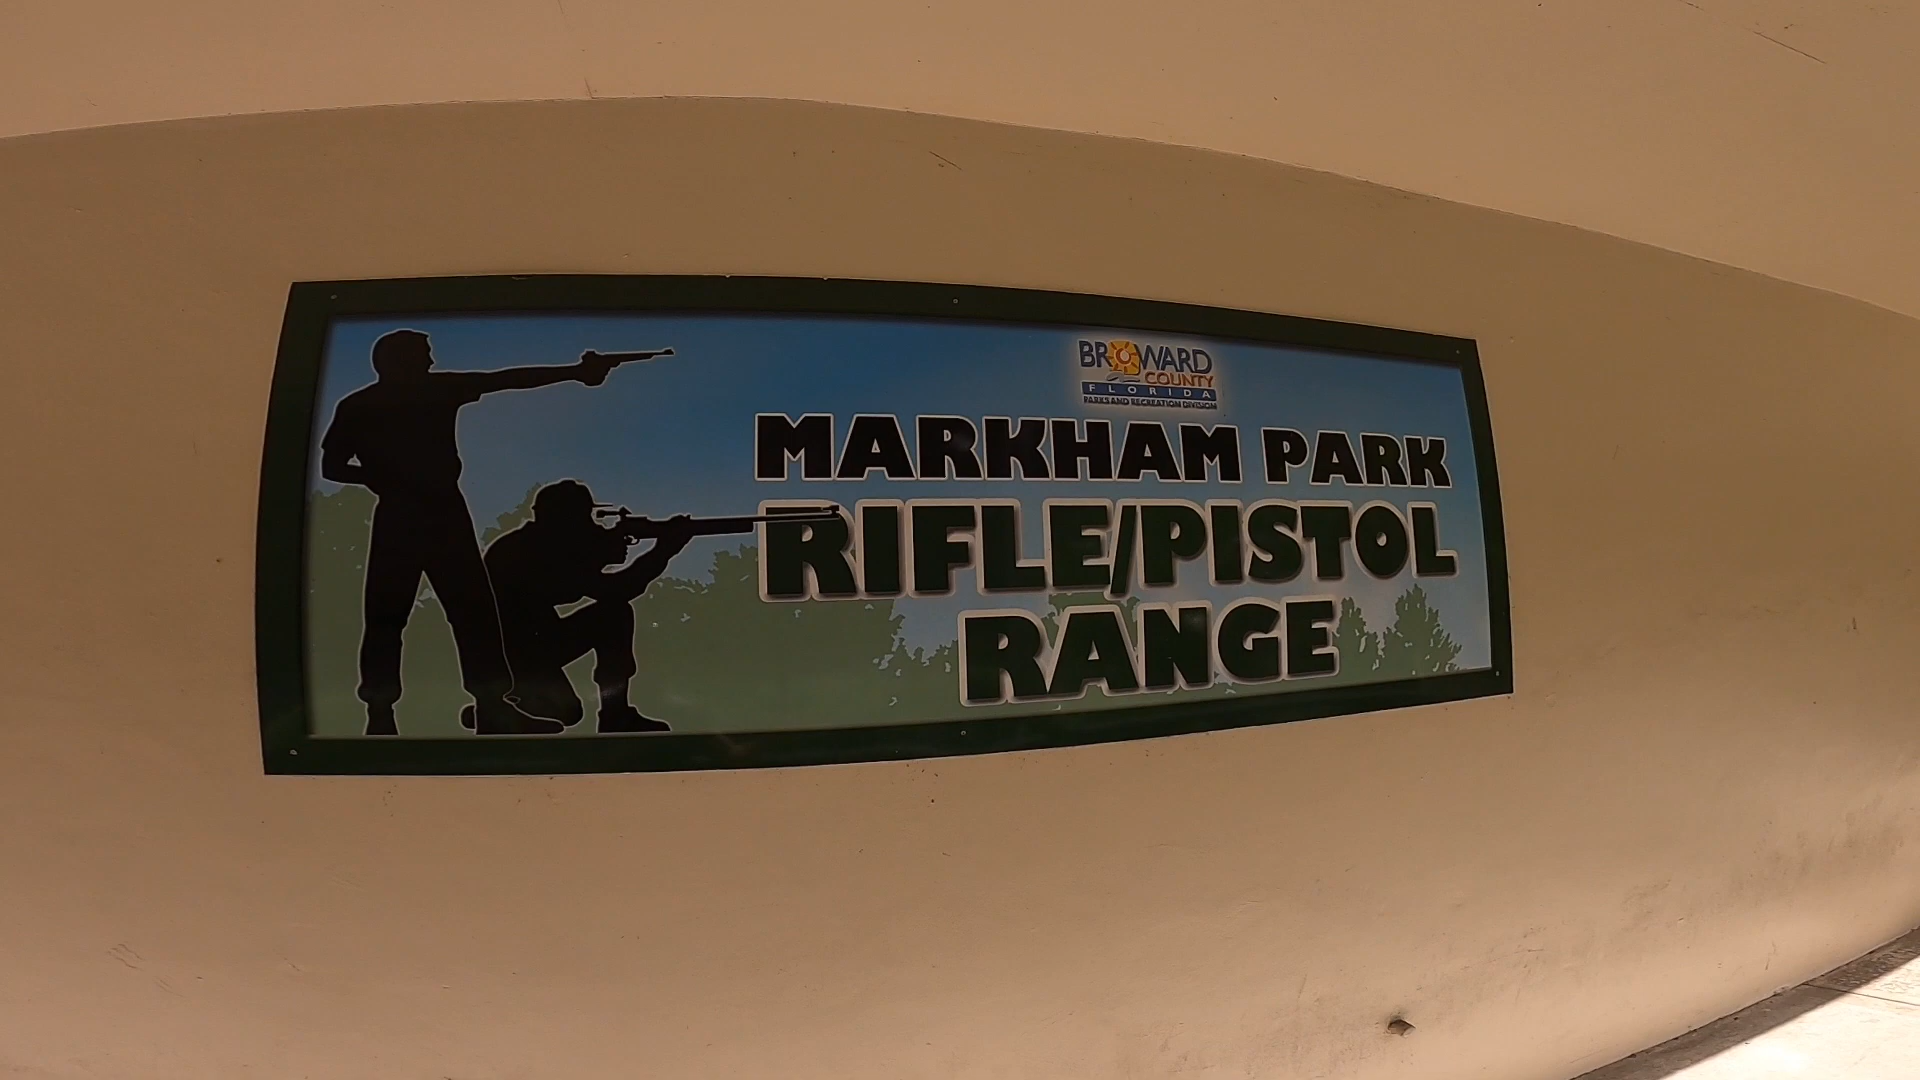 BROWARD
COUNTY
FLORIDA
PARKS AND RECREATION DIVISION
MARKHAM PARK
RIFLE/PISTOL
RANGE